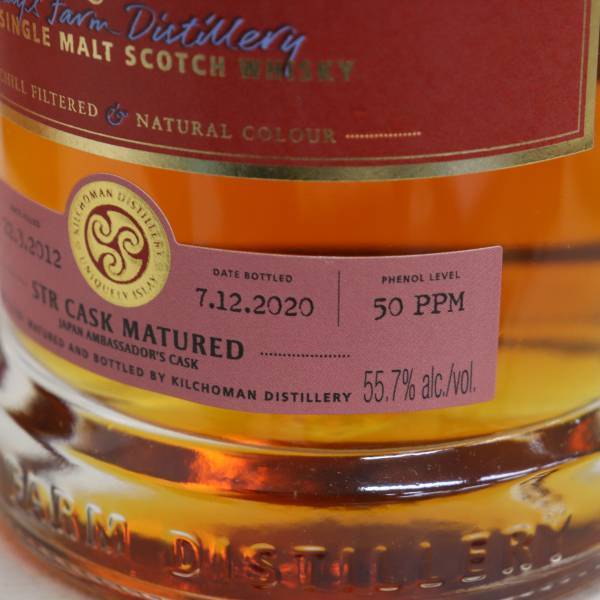 Farm Distillery
SINGLE MALT SCOTCH WHISKY
CHILL FILTERED & NATURAL COLOUR
KILCHOMAN DISTILLERY
UNIQUELY ISLAY
.3.2012
DATE BOTTLED
7.12.2020
PHENOL LEVEL
50 PPM
STR CASK MATURED
JAPAN AMBASSADOR'S CASK
MATURED AND BOTTLED BY KILCHOMAN DISTILLERY
55.7% alc./vol.
FARM DISTILLERY